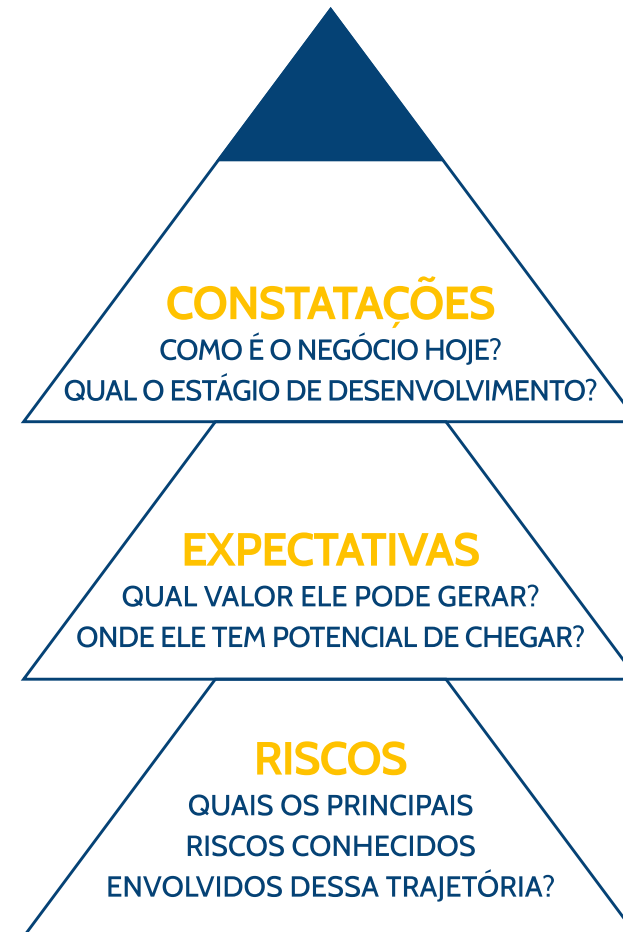 CONSTATAÇÕES
COMO É O NEGÓCIO HOJE?
QUAL O ESTÁGIO DE DESENVOLVIMENTO?
EXPECTATIVAS
QUAL VALOR ELE PODE GERAR?
ONDE ELE TEM POTENCIAL DE CHEGAR?
RISCOS
QUAIS OS PRINCIPAIS
RISCOS CONHECIDOS
ENVOLVIDOS DESSA TRAJETÓRIA?